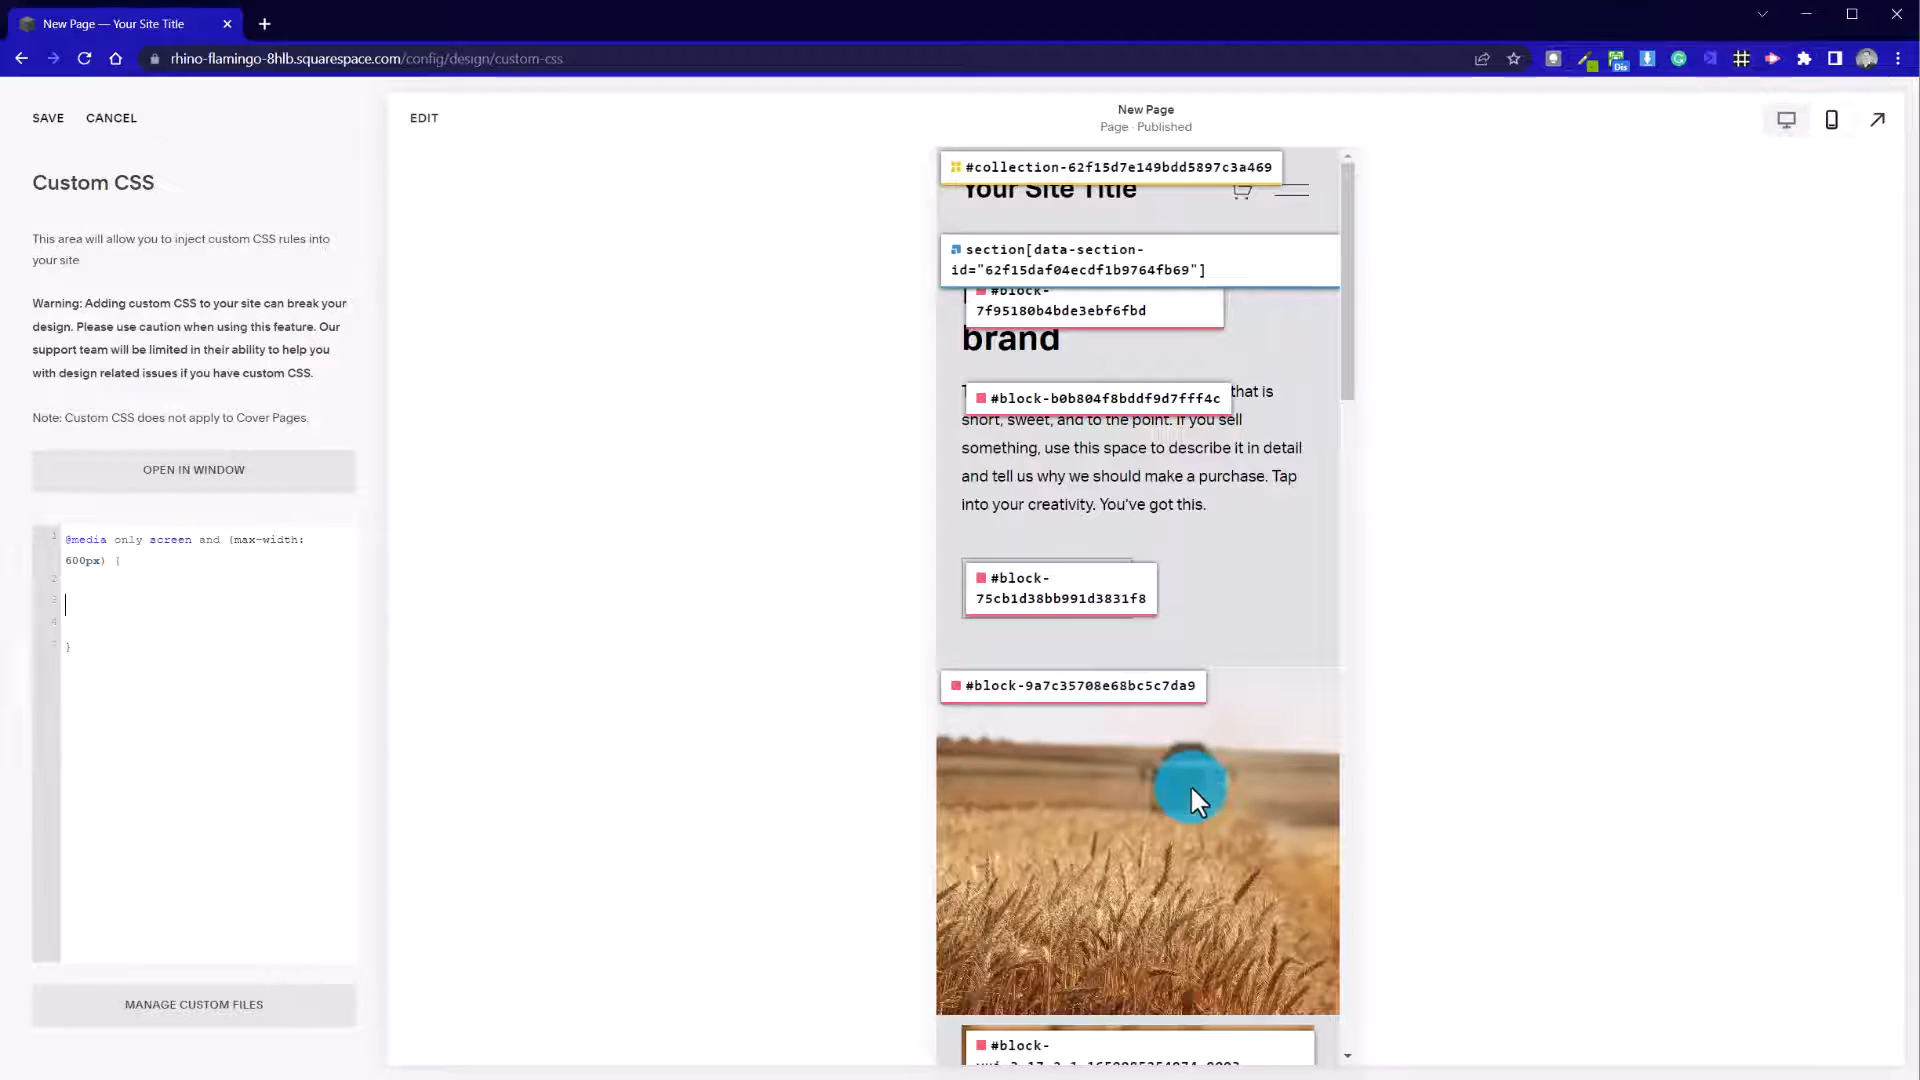 New Page — Your Site Title
rhino-flamingo-8hlb.squarespace.com/config/design/custom-css
Dis
SAVE CANCEL
EDIT
New Page
Page · Published
Custom CSS
This area will allow you to inject custom CSS rules into
your site
Warning: Adding custom CSS to your site can break your
design. Please use caution when using this feature. Our
support team will be limited in their ability to help you
with design related issues if you have custom CSS.
Note: Custom CSS does not apply to Cover Pages.
OPEN IN WINDOW
1 @media only screen and (max-width:
600px) {
2
3
4
}
MANAGE CUSTOM FILES
#collection-62f15d7e149bdd5897c3a469
Your Site Title
section[data-section-
id="62f15daf04ecdf1b9764fb69"]
#block-
7f95180b4bde3ebf6fbd
brand
#block-b0b804f8bddf9d7fff4c
that is
short, sweet, and to the point. If you sell
something, use this space to describe it in detail
and tell us why we should make a purchase. Tap
into your creativity. You've got this.
#block-
75cb1d38bb991d3831f8
#block-9a7c35708e68bc5c7da9
#block-